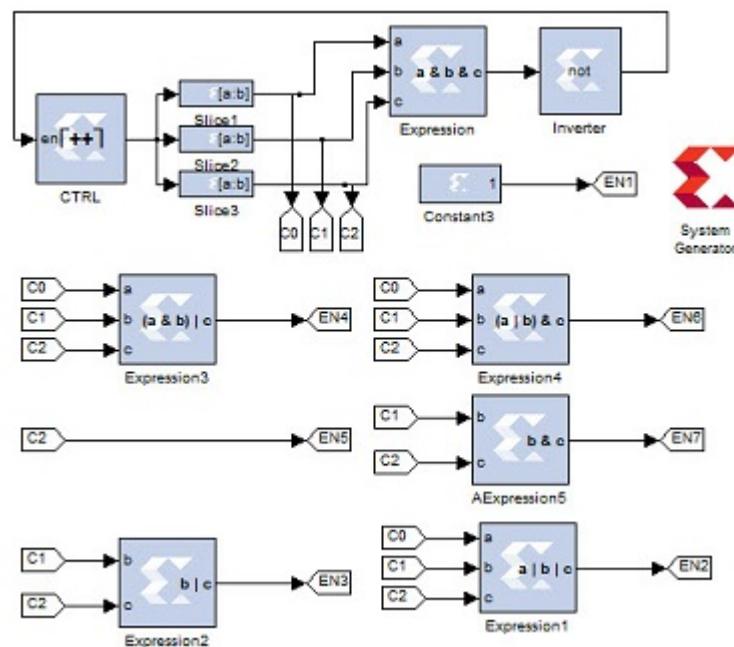 a
b
c
a & b & c
Expression
not
Inverter
en
++
CTRL
[a:b]
Slice1
[a:b]
Slice2
[a:b]
Slice3
C0
C1
C2
1
Constant3
EN1
System
Generator
C0
C1
C2
a
b
c
(a & b) | c
Expression3
EN4
C0
C1
C2
a
b
c
(a | b) & c
Expression4
EN6
C2
EN5
C1
C2
b
c
b & c
AExpression5
EN7
C1
C2
b
c
b | c
Expression2
EN3
C0
C1
C2
a
b
c
a | b | c
Expression1
EN2